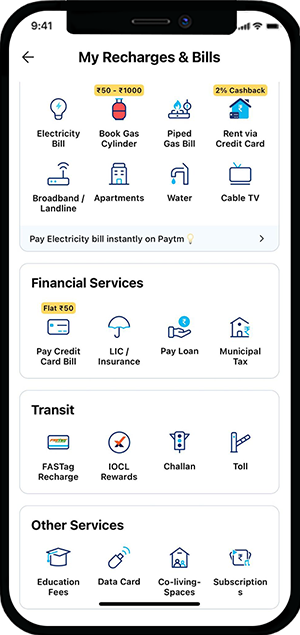 9:41
My Recharges & Bills
₹50 - ₹1000
2% Cashback
Electricity
Bill
Book Gas
Cylinder
Piped
Gas Bill
Rent via
Credit Card
Broadband /
Landline
Apartments
Water
Cable TV
Pay Electricity bill instantly on Paytm💡
Financial Services
Flat ₹50
Pay Credit
Card Bill
LIC /
Insurance
Pay Loan
Municipal
Tax
Transit
FASTag
FASTag
Recharge
IOCL
Rewards
Challan
Toll
Other Services
Education
Fees
Data Card
Co-living-
Spaces
Subscription
s